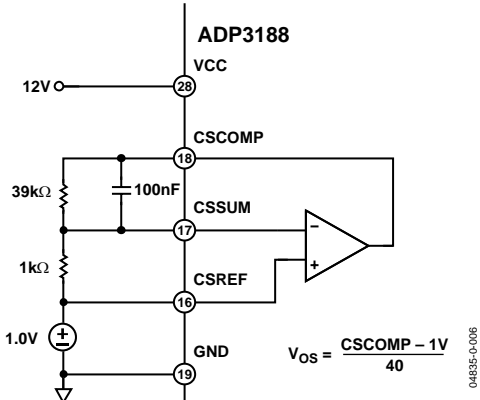 ADP3188
VCC
12V
28
CSCOMP
18
39kΩ
100nF
CSSUM
17
1kΩ
CSREF
16
1.0V
GND
19
−
+
+
−
VOS = CSCOMP – 1V
40
04835-0-006